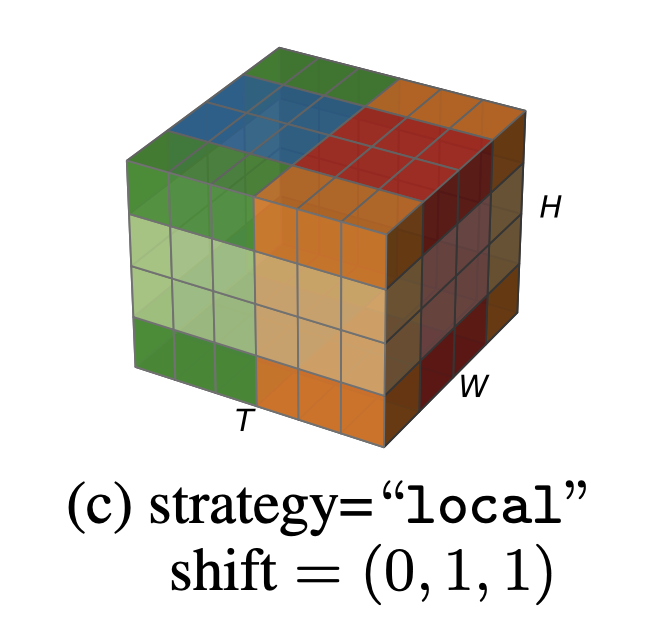 H
W
T
(c) strategy=“local”
shift = (0, 1, 1)